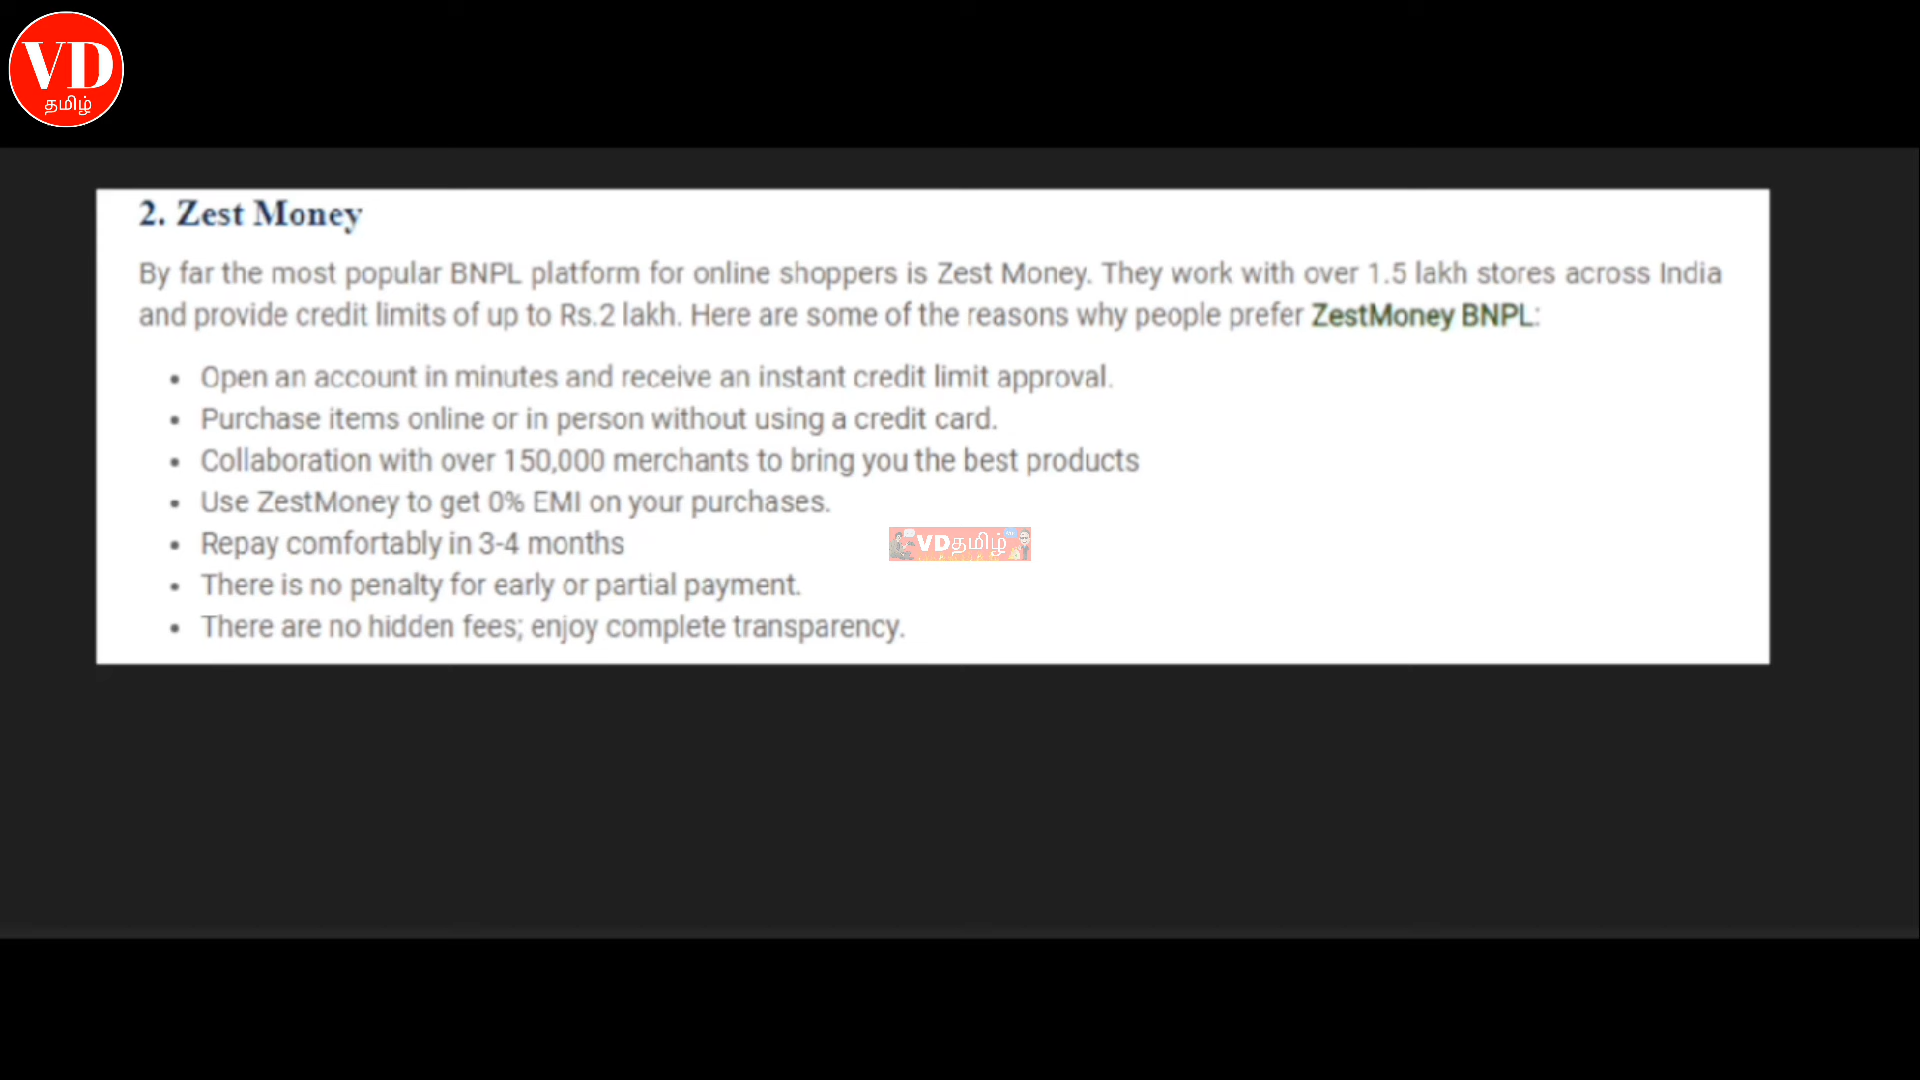 VD
தமிழ்
2. Zest Money
By far the most popular BNPL platform for online shoppers is Zest Money. They work with over 1.5 lakh stores across India
and provide credit limits of up to Rs.2 lakh. Here are some of the reasons why people prefer ZestMoney BNPL:
• Open an account in minutes and receive an instant credit limit approval.
• Purchase items online or in person without using a credit card.
• Collaboration with over 150,000 merchants to bring you the best products
• Use ZestMoney to get 0% EMI on your purchases.
• Repay comfortably in 3-4 months
VDதமிழ்
• There is no penalty for early or partial payment.
• There are no hidden fees; enjoy complete transparency.